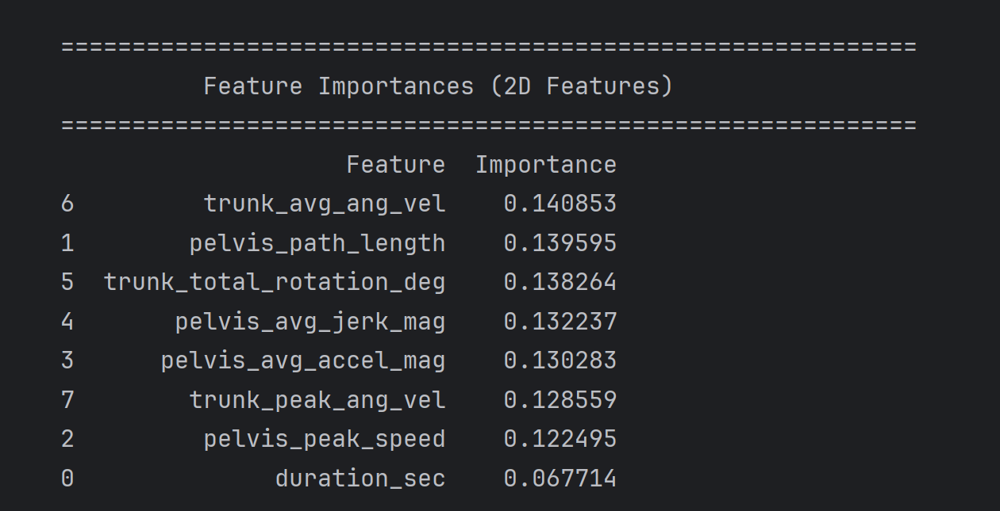 ============================================================
          Feature Importances (2D Features)
============================================================
                    Feature  Importance
6         trunk_avg_ang_vel    0.140853
1        pelvis_path_length    0.139595
5  trunk_total_rotation_deg    0.138264
4       pelvis_avg_jerk_mag    0.132237
3      pelvis_avg_accel_mag    0.130283
7        trunk_peak_ang_vel    0.128559
2         pelvis_peak_speed    0.122495
0              duration_sec    0.067714